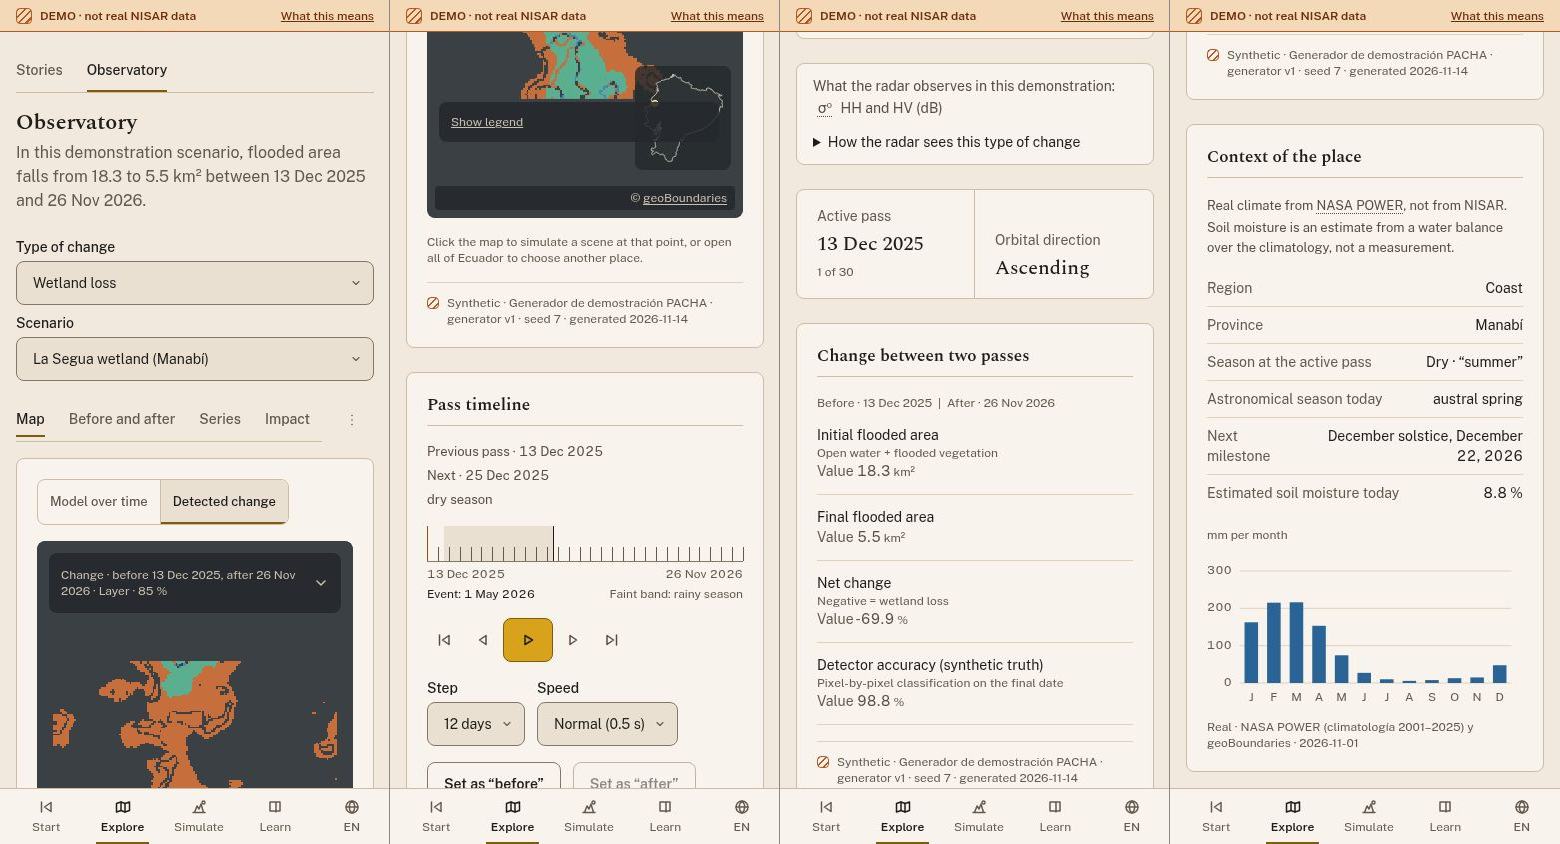 DEMO · not real NISAR data
What this means
Stories
Observatory
Observatory
In this demonstration scenario, flooded area
falls from 18.3 to 5.5 km² between 13 Dec 2025
and 26 Nov 2026.
Type of change
Wetland loss
Scenario
La Segua wetland (Manabí)
Map
Before and after
Series
Impact
Model over time
Detected change
Change · before 13 Dec 2025, after 26 Nov
2026 · Layer · 85 %
Start
Explore
Simulate
Learn
EN
DEMO · not real NISAR data
What this means
Show legend
© geoBoundaries
Click the map to simulate a scene at that point, or open
all of Ecuador to choose another place.
Synthetic · Generador de demostración PACHA ·
generator v1 · seed 7 · generated 2026-11-14
Pass timeline
Previous pass · 13 Dec 2025
Next · 25 Dec 2025
dry season
13 Dec 2025
26 Nov 2026
Event: 1 May 2026
Faint band: rainy season
Step
Speed
12 days
Normal (0.5 s)
Set as “before”
Set as “after”
Start
Explore
Simulate
Learn
EN
DEMO · not real NISAR data
What this means
What the radar observes in this demonstration:
σ⁰ HH and HV (dB)
How the radar sees this type of change
Active pass
13 Dec 2025
1 of 30
Orbital direction
Ascending
Change between two passes
Before · 13 Dec 2025 | After · 26 Nov 2026
Initial flooded area
Open water + flooded vegetation
Value 18.3 km²
Final flooded area
Value 5.5 km²
Net change
Negative = wetland loss
Value -69.9 %
Detector accuracy (synthetic truth)
Pixel-by-pixel classification on the final date
Value 98.8 %
Synthetic · Generador de demostración PACHA ·
generator v1 · seed 7 · generated 2026-11-14
Start
Explore
Simulate
Learn
EN
DEMO · not real NISAR data
What this means
Synthetic · Generador de demostración PACHA ·
generator v1 · seed 7 · generated 2026-11-14
Context of the place
Real climate from NASA POWER, not from NISAR.
Soil moisture is an estimate from a water balance
over the climatology, not a measurement.
Region
Coast
Province
Manabí
Season at the active pass
Dry · “summer”
Astronomical season today
austral spring
Next
milestone
December solstice, December
22, 2026
Estimated soil moisture today
8.8 %
mm per month
300
200
100
0
J F M A M J J A S O N D
Real · NASA POWER (climatología 2001–2025) y
geoBoundaries · 2026-11-01
Start
Explore
Simulate
Learn
EN